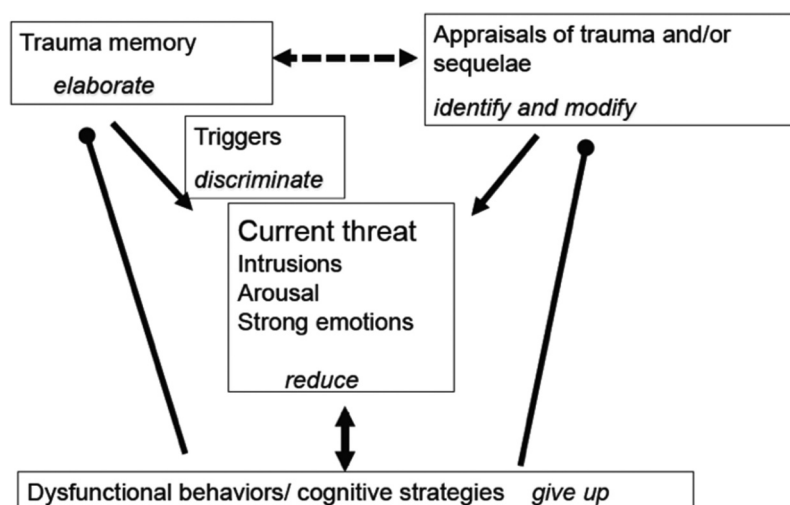 Trauma memory
elaborate
Appraisals of trauma and/or
sequelae
identify and modify
Triggers
discriminate
Current threat
Intrusions
Arousal
Strong emotions
reduce
Dysfunctional behaviors/ cognitive strategies give up